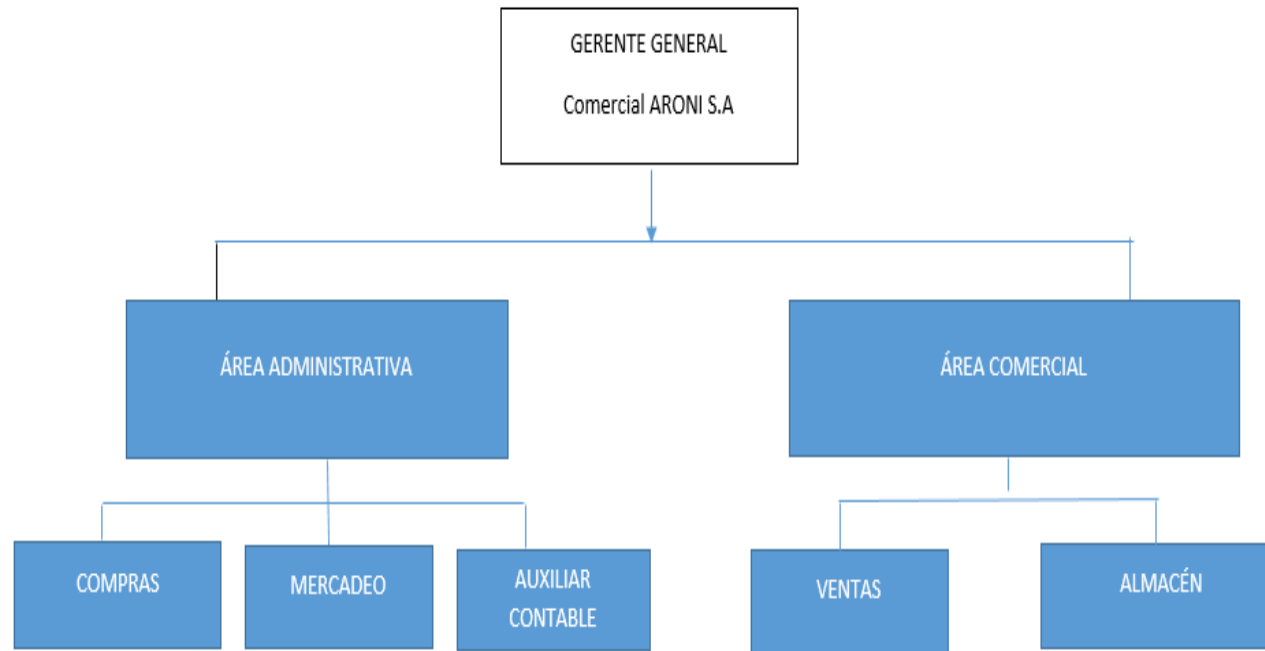 GERENTE GENERAL
Comercial ARONI S.A
ÁREA ADMINISTRATIVA
ÁREA COMERCIAL
COMPRAS
MERCADEO
AUXILIAR
CONTABLE
VENTAS
ALMACÉN